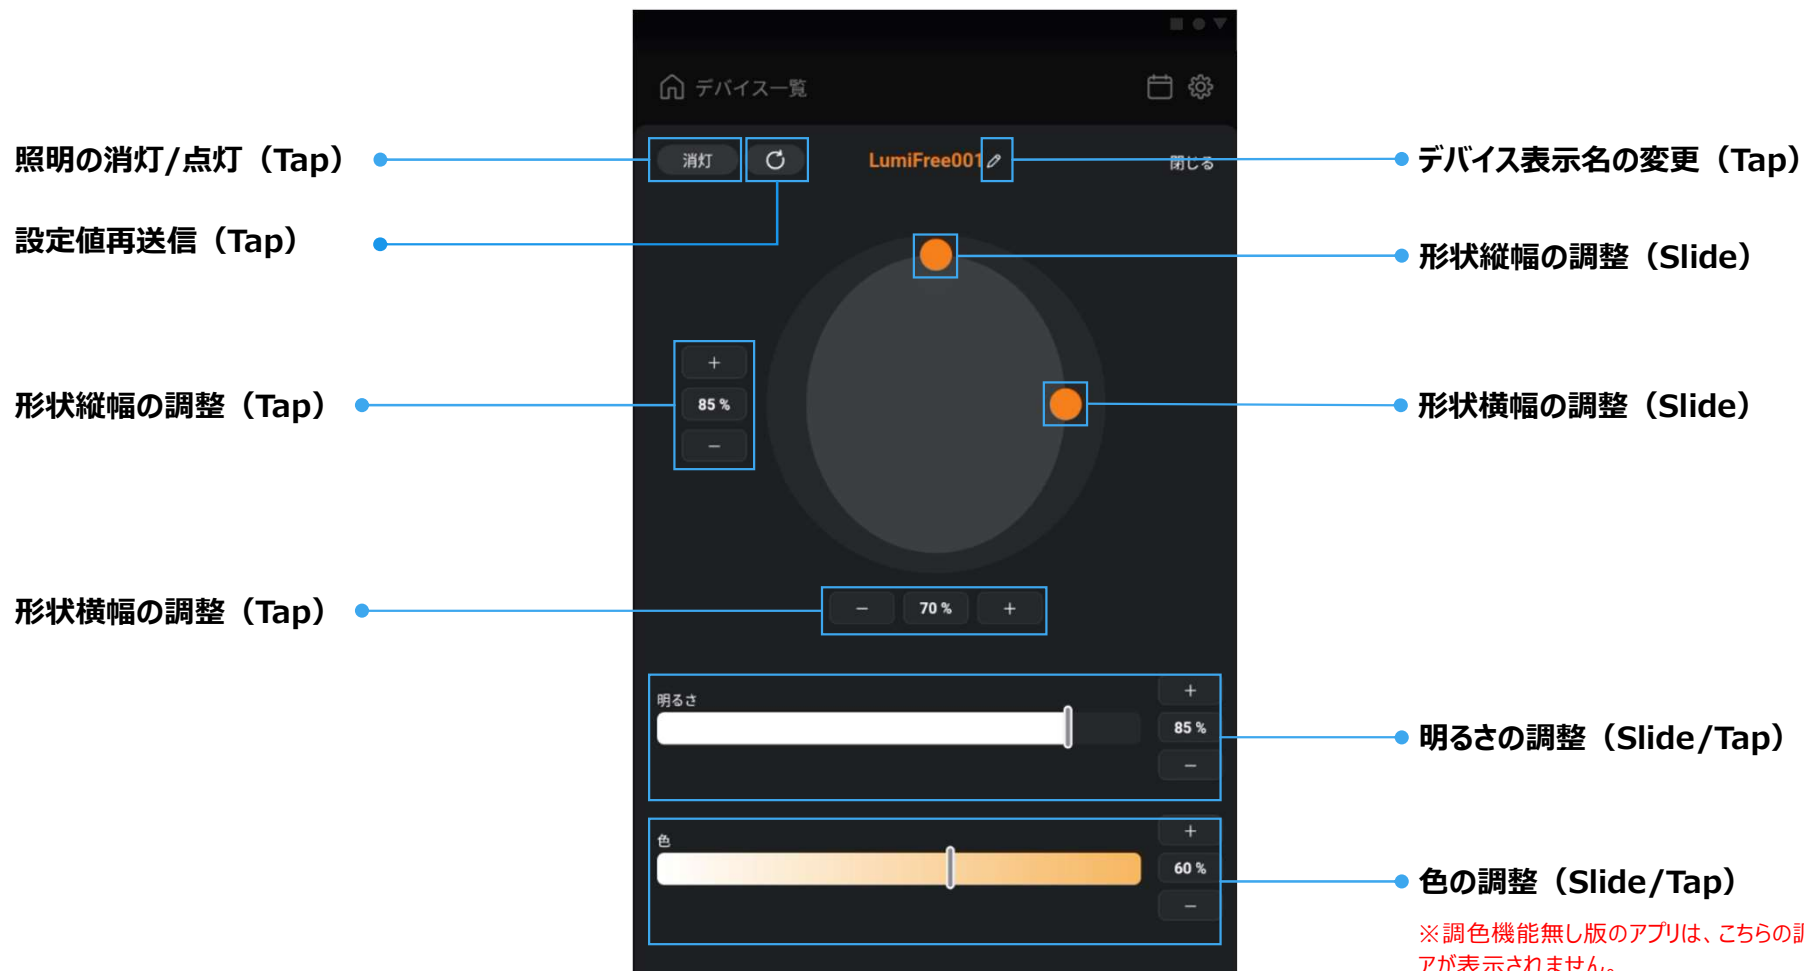 デバイス一覧
照明の消灯/点灯（Tap）
消灯
LumiFree001
閉じる
デバイス表示名の変更（Tap）
設定値再送信（Tap）
形状縦幅の調整（Slide）
+
形状縦幅の調整（Tap）
85 %
形状横幅の調整（Slide）
−
形状横幅の調整（Tap）
− 70 % +
明るさ
+
85 %
明るさの調整（Slide/Tap）
−
色
+
60 %
色の調整（Slide/Tap）
−
※調色機能無し版のアプリは、こちらの調
アが表示されません。